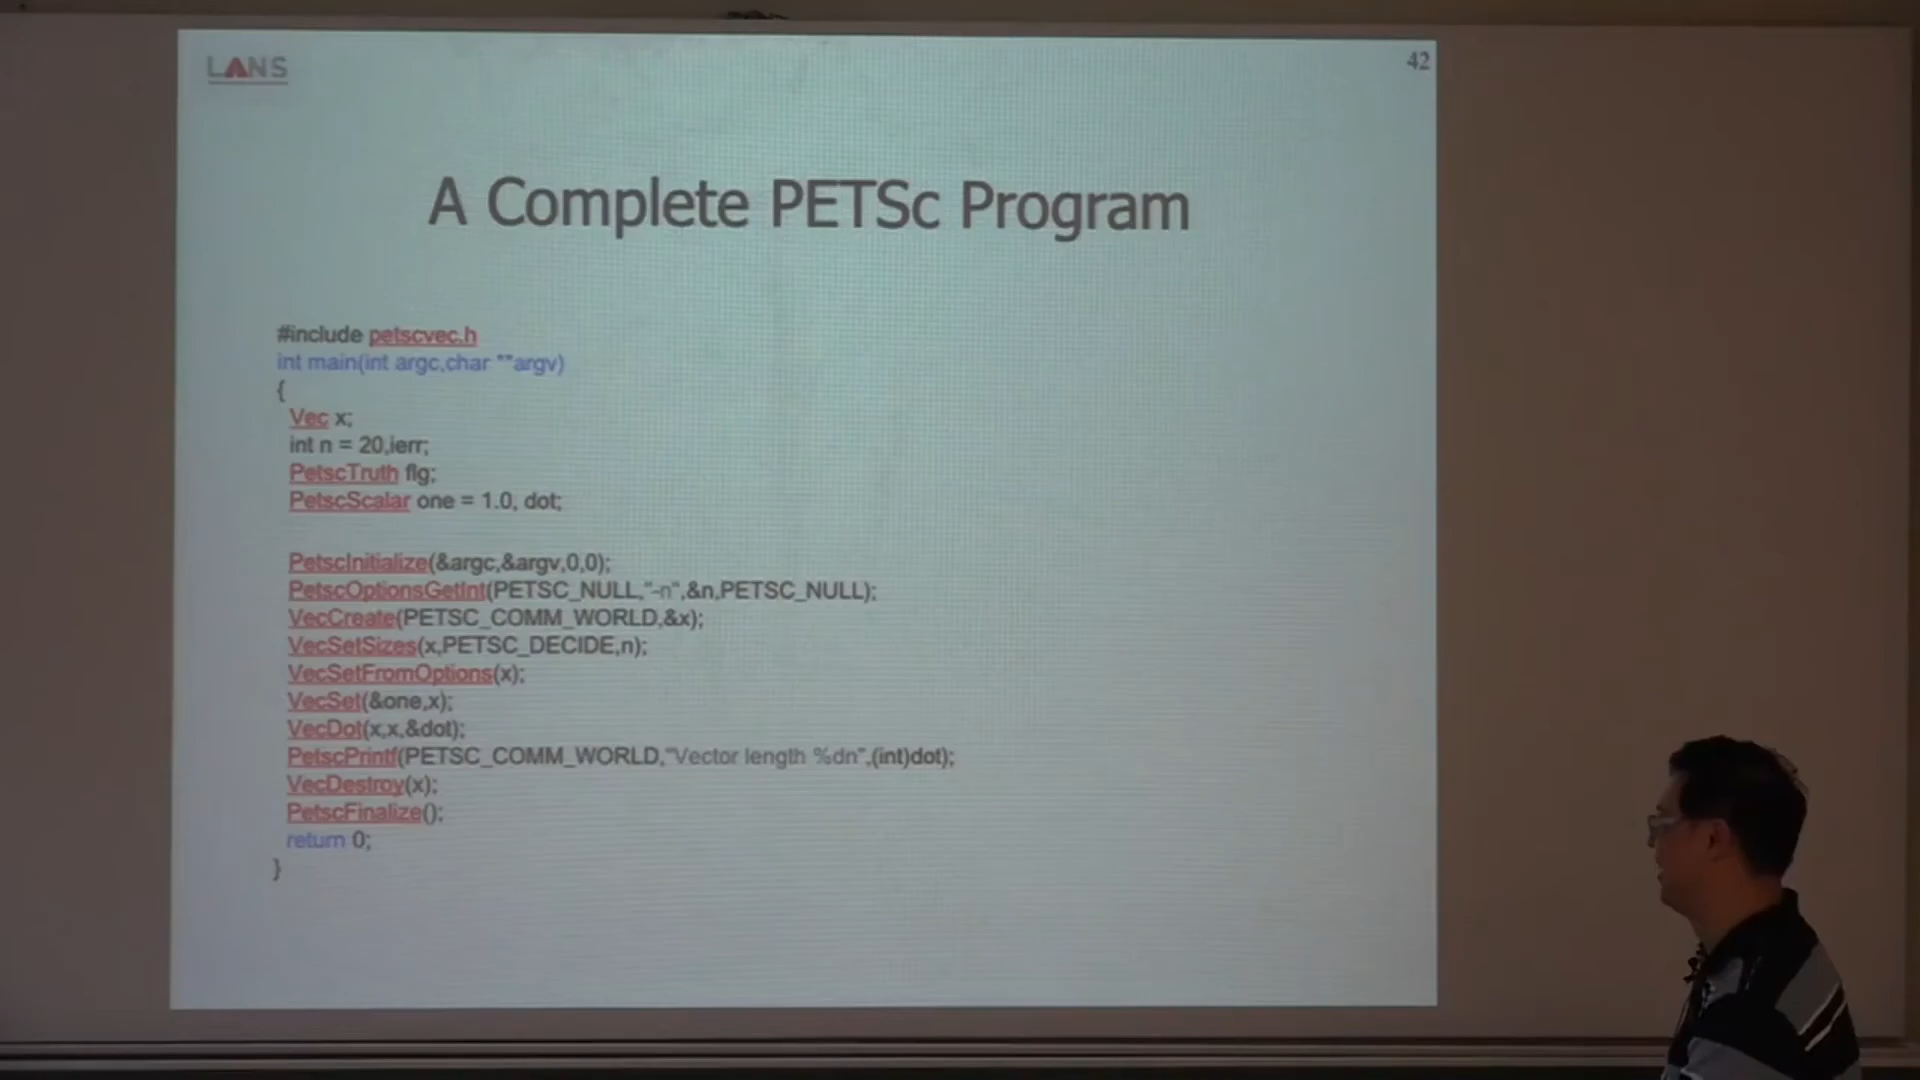 LANS
42
A Complete PETSc Program
#include petscvec.h
int main(int argc,char **argv)
{
Vec x;
int n = 20,ierr;
PetscTruth flg;
PetscScalar one = 1.0, dot;
PetscInitialize(&argc,&argv,0,0);
PetscOptionsGetInt(PETSC_NULL,"-n",&n,PETSC_NULL);
VecCreate(PETSC_COMM_WORLD,&x);
VecSetSizes(x,PETSC_DECIDE,n);
VecSetFromOptions(x);
VecSet(&one,x);
VecDot(x,x,&dot);
PetscPrintf(PETSC_COMM_WORLD,"Vector length %dn",(int)dot);
VecDestroy(x);
PetscFinalize();
return 0;
}